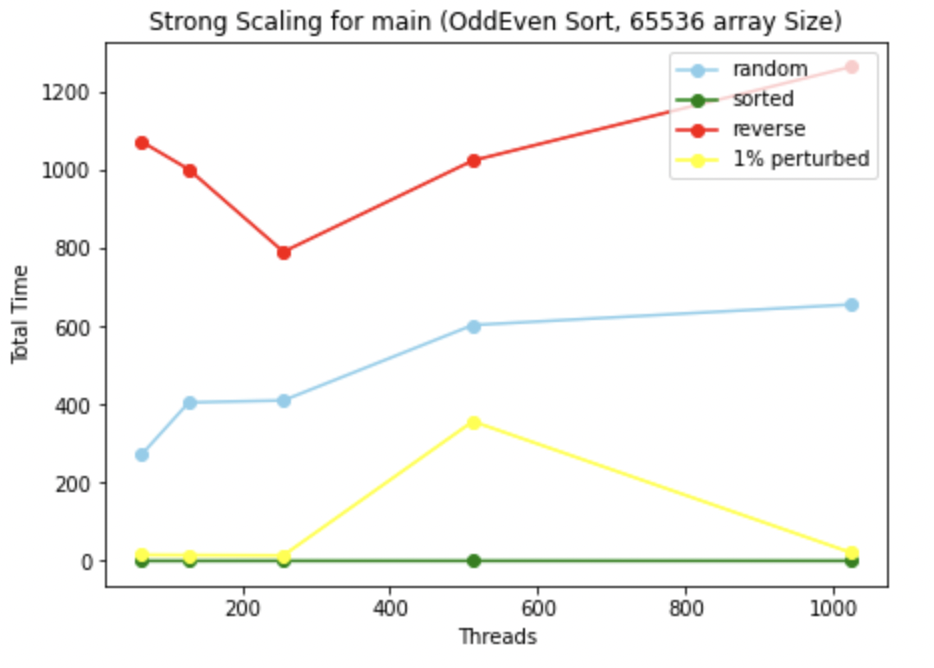 Strong Scaling for main (OddEven Sort, 65536 array Size)
random
sorted
reverse
1% perturbed
1200
1000
800
600
400
200
0
Total Time
200 400 600 800 1000
Threads